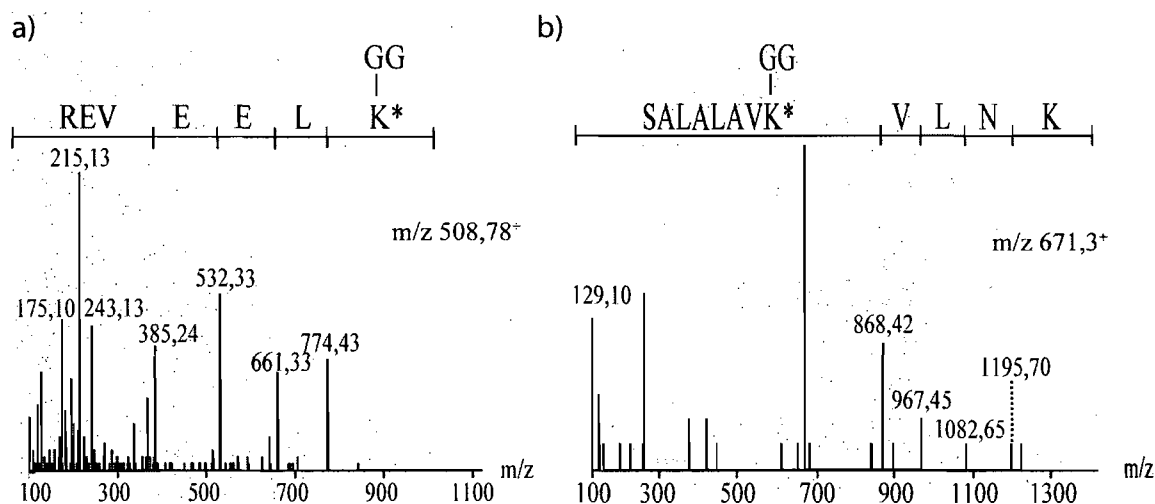 a)
GG
REV E E L K*
215,13
m/z 508,78⁺
532,33
175,10 243,13
385,24
661,33
774,43
100 300 500 700 900 1100 m/z
b)
GG
SALALAVK* V L N K
m/z 671,3⁺
129,10
868,42
1195,70
967,45
1082,65
100 300 500 700 900 1100 1300 m/z